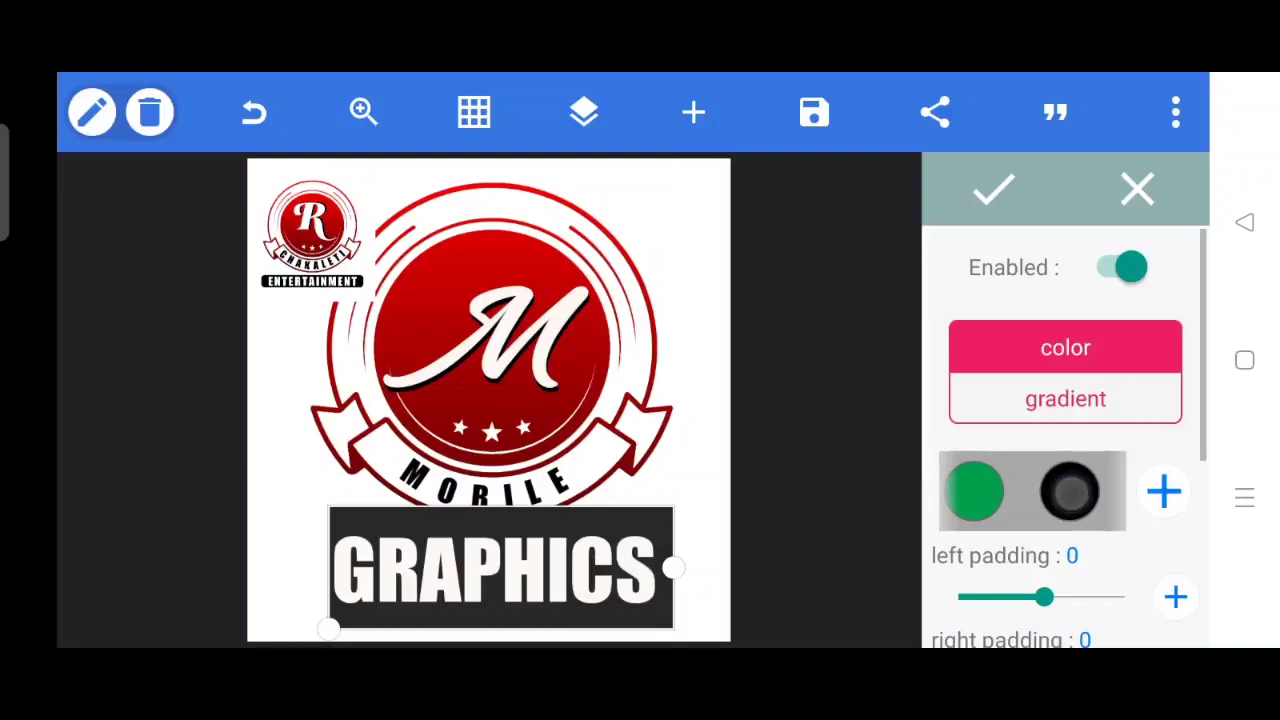 Enabled :
R
CHAKALETI
ENTERTAINMENT
M
color
gradient
MOBILE
GRAPHICS
left padding : 0
right padding : 0